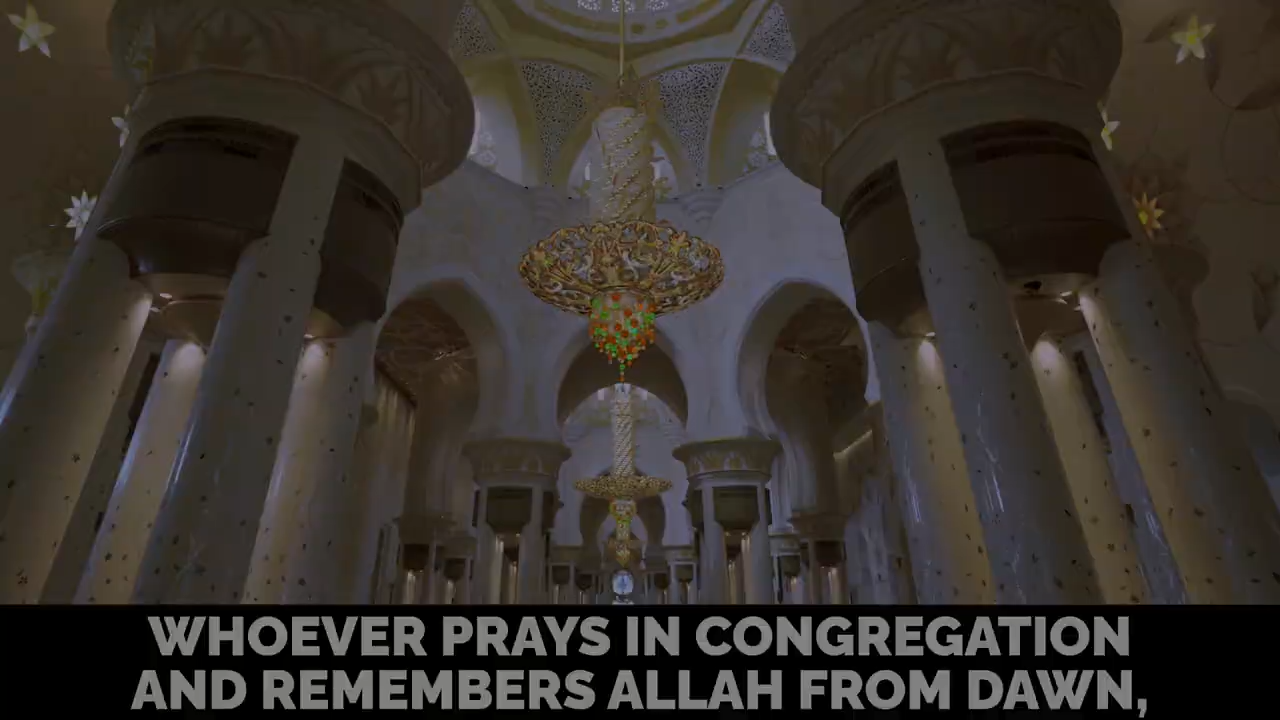 WHOEVER PRAYS IN CONGREGATION
AND REMEMBERS ALLAH FROM DAWN,